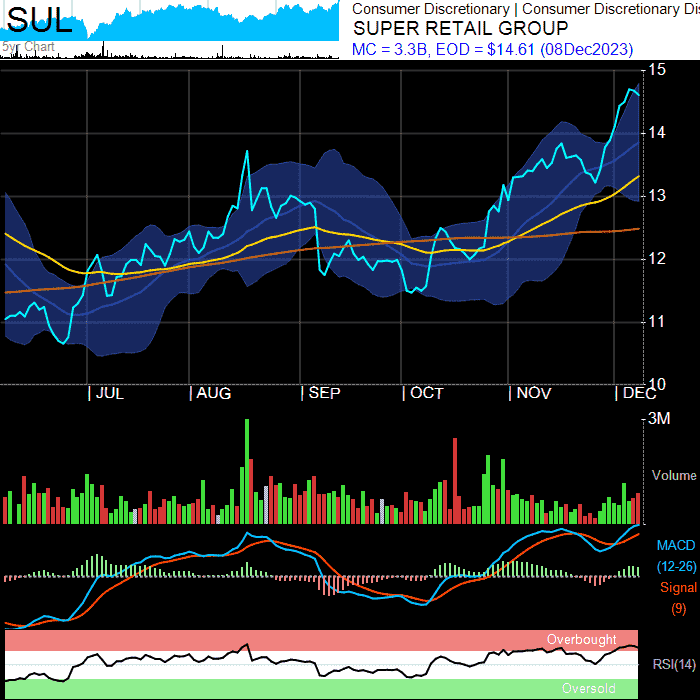 SUL
5yr Chart
Consumer Discretionary | Consumer Discretionary Dis
SUPER RETAIL GROUP
MC = 3.3B, EOD = $14.61 (08Dec2023)
15
14
13
12
11
10
| JUL | AUG | SEP | OCT | NOV | DEC
3M
Volume
MACD
(12-26)
Signal
(9)
Overbought
RSI(14)
Oversold